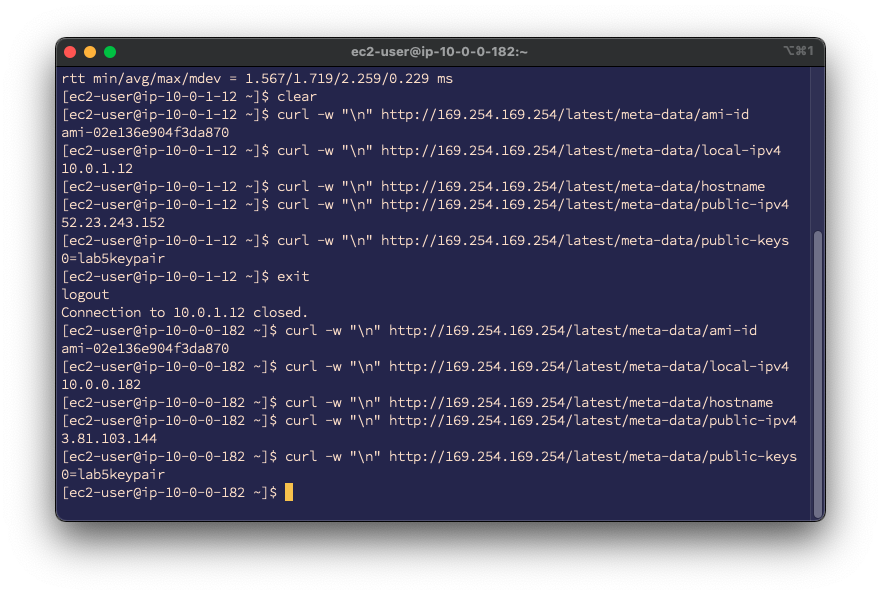 ec2-user@ip-10-0-0-182:~
⌥⌘1
rtt min/avg/max/mdev = 1.567/1.719/2.259/0.229 ms
[ec2-user@ip-10-0-1-12 ~]$ clear
[ec2-user@ip-10-0-1-12 ~]$ curl -w "\n" http://169.254.169.254/latest/meta-data/ami-id
ami-02e136e904f3da870
[ec2-user@ip-10-0-1-12 ~]$ curl -w "\n" http://169.254.169.254/latest/meta-data/local-ipv4
10.0.1.12
[ec2-user@ip-10-0-1-12 ~]$ curl -w "\n" http://169.254.169.254/latest/meta-data/hostname
[ec2-user@ip-10-0-1-12 ~]$ curl -w "\n" http://169.254.169.254/latest/meta-data/public-ipv4
52.23.243.152
[ec2-user@ip-10-0-1-12 ~]$ curl -w "\n" http://169.254.169.254/latest/meta-data/public-keys
0=lab5keypair
[ec2-user@ip-10-0-1-12 ~]$ exit
logout
Connection to 10.0.1.12 closed.
[ec2-user@ip-10-0-0-182 ~]$ curl -w "\n" http://169.254.169.254/latest/meta-data/ami-id
ami-02e136e904f3da870
[ec2-user@ip-10-0-0-182 ~]$ curl -w "\n" http://169.254.169.254/latest/meta-data/local-ipv4
10.0.0.182
[ec2-user@ip-10-0-0-182 ~]$ curl -w "\n" http://169.254.169.254/latest/meta-data/hostname
[ec2-user@ip-10-0-0-182 ~]$ curl -w "\n" http://169.254.169.254/latest/meta-data/public-ipv4
3.81.103.144
[ec2-user@ip-10-0-0-182 ~]$ curl -w "\n" http://169.254.169.254/latest/meta-data/public-keys
0=lab5keypair
[ec2-user@ip-10-0-0-182 ~]$